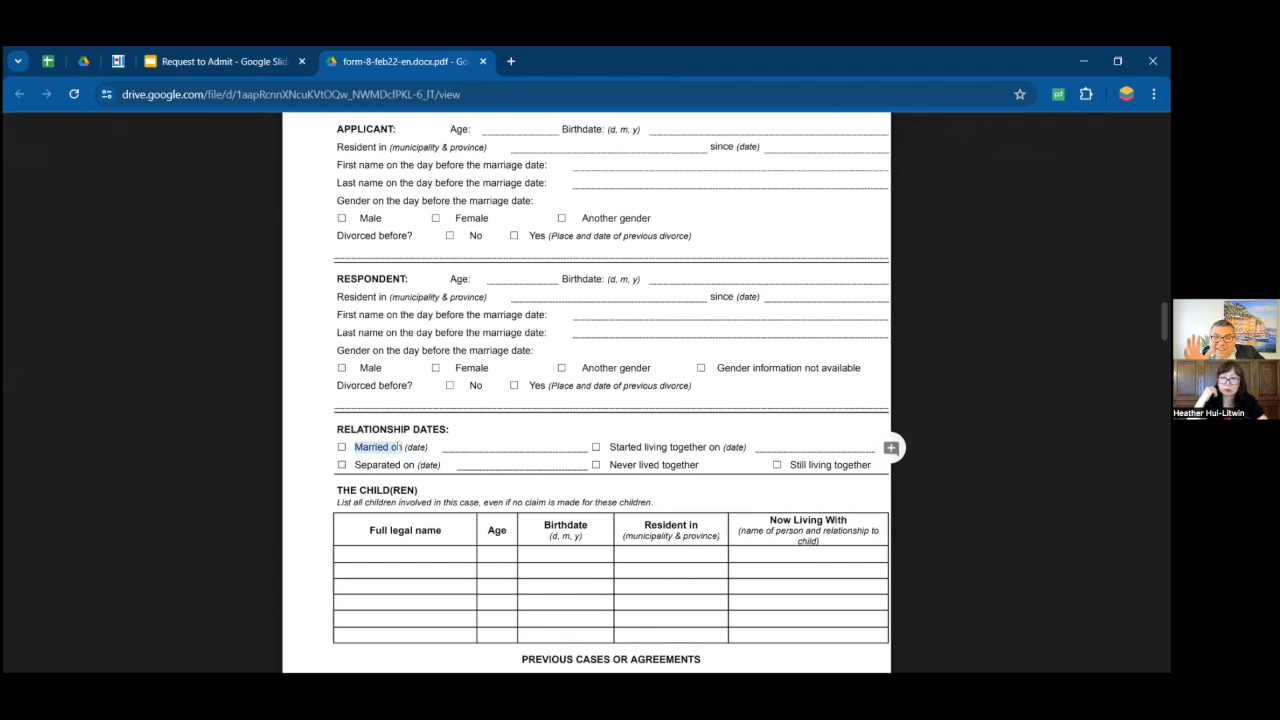 Request to Admit - Google Slid
form-8-feb22-en.docx.pdf - Go
drive.google.com/file/d/1aapRcnnXNcuKVtOQw_NWMDcfPKL-6_lT/view
APPLICANT: Age: Birthdate: (d, m, y)
Resident in (municipality & province) since (date)
First name on the day before the marriage date:
Last name on the day before the marriage date:
Gender on the day before the marriage date:
☐ Male ☐ Female ☐ Another gender
Divorced before? ☐ No ☐ Yes (Place and date of previous divorce)
RESPONDENT: Age: Birthdate: (d, m, y)
Resident in (municipality & province) since (date)
First name on the day before the marriage date:
Last name on the day before the marriage date:
Gender on the day before the marriage date:
☐ Male ☐ Female ☐ Another gender ☐ Gender information not available
Divorced before? ☐ No ☐ Yes (Place and date of previous divorce)
RELATIONSHIP DATES:
☐ Married on (date) ☐ Started living together on (date)
☐ Separated on (date) ☐ Never lived together ☐ Still living together
THE CHILD(REN)
List all children involved in this case, even if no claim is made for these children.
Full legal name
Age
Birthdate
(d, m, y)
Resident in
(municipality & province)
Now Living With
(name of person and relationship to
child)
PREVIOUS CASES OR AGREEMENTS
Heather Hui-Litwin